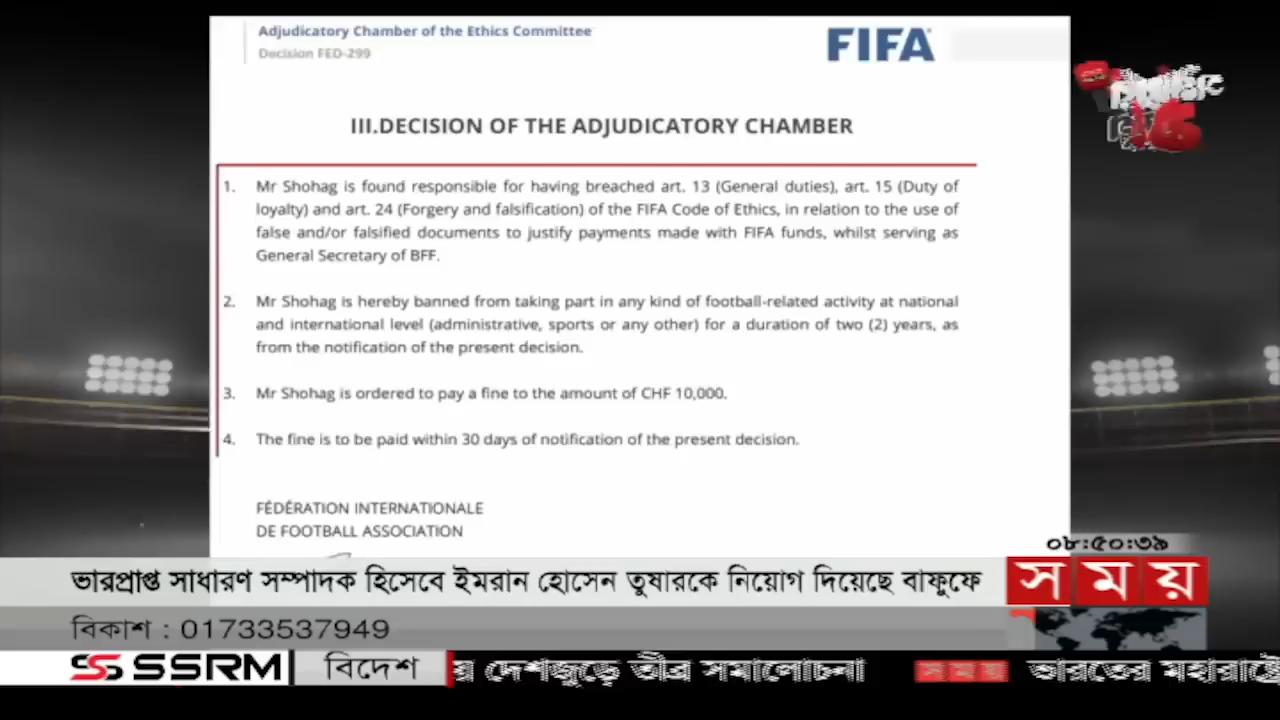 Adjudicatory Chamber of the Ethics Committee
Decision FED-299
FIFA
III.DECISION OF THE ADJUDICATORY CHAMBER
1. Mr Shohag is found responsible for having breached art. 13 (General duties), art. 15 (Duty of
loyalty) and art. 24 (Forgery and falsification) of the FIFA Code of Ethics, in relation to the use of
false and/or falsified documents to justify payments made with FIFA funds, whilst serving as
General Secretary of BFF.
2. Mr Shohag is hereby banned from taking part in any kind of football-related activity at national
and international level (administrative, sports or any other) for a duration of two (2) years, as
from the notification of the present decision.
3. Mr Shohag is ordered to pay a fine to the amount of CHF 10,000.
4. The fine is to be paid within 30 days of notification of the present decision.
FÉDÉRATION INTERNATIONALE
DE FOOTBALL ASSOCIATION
০৮:৫০:৩৯
ভারপ্রাপ্ত সাধারণ সম্পাদক হিসেবে ইমরান হোসেন তুষারকে নিয়োগ দিয়েছে বাফুফে
সময়
বিকাশ : 01733537949
SSRM বিদেশ দেশজুড়ে তীব্র সমালোচনা সময় ভারতের মহারাষ্ট্রে